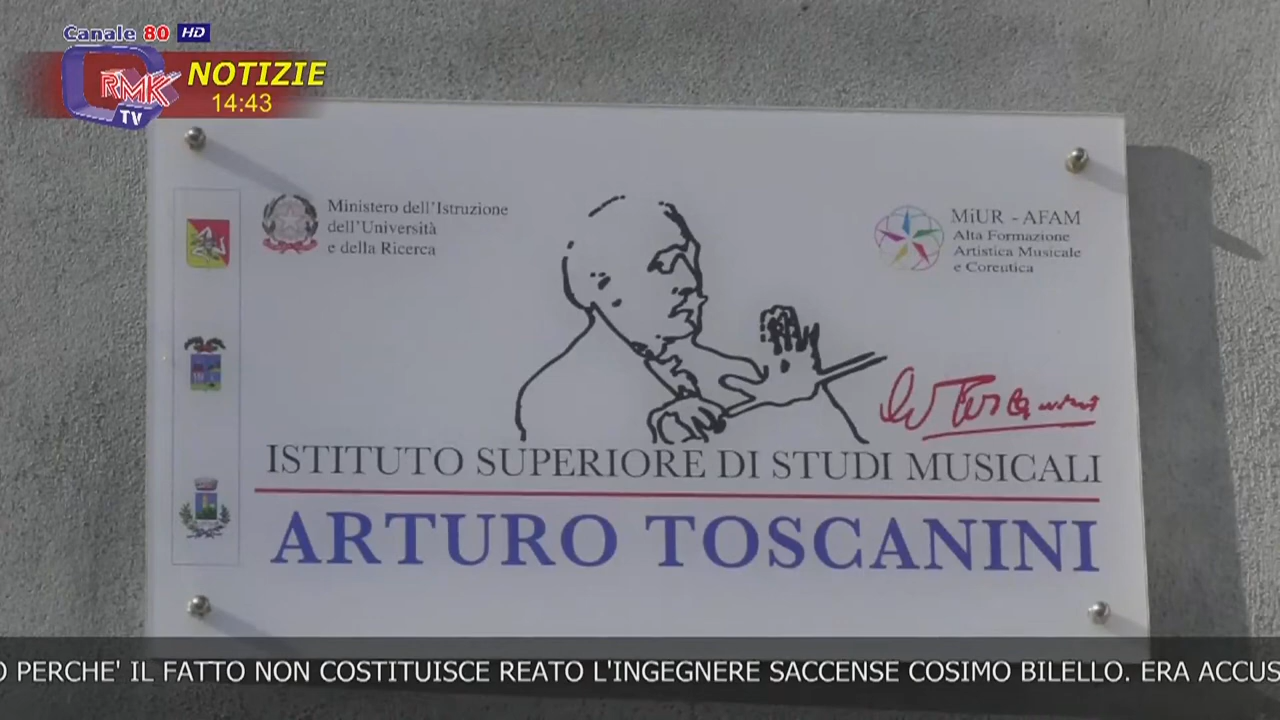 Canale 80 HD
RMK TV
NOTIZIE
14:43
Ministero dell'Istruzione
dell'Università
e della Ricerca
MiUR - AFAM
Alta Formazione
Artistica Musicale
e Coreutica
Toscanini
ISTITUTO SUPERIORE DI STUDI MUSICALI
ARTURO TOSCANINI
O PERCHE' IL FATTO NON COSTITUISCE REATO L'INGEGNERE SACCENSE COSIMO BILELLO. ERA ACCUS